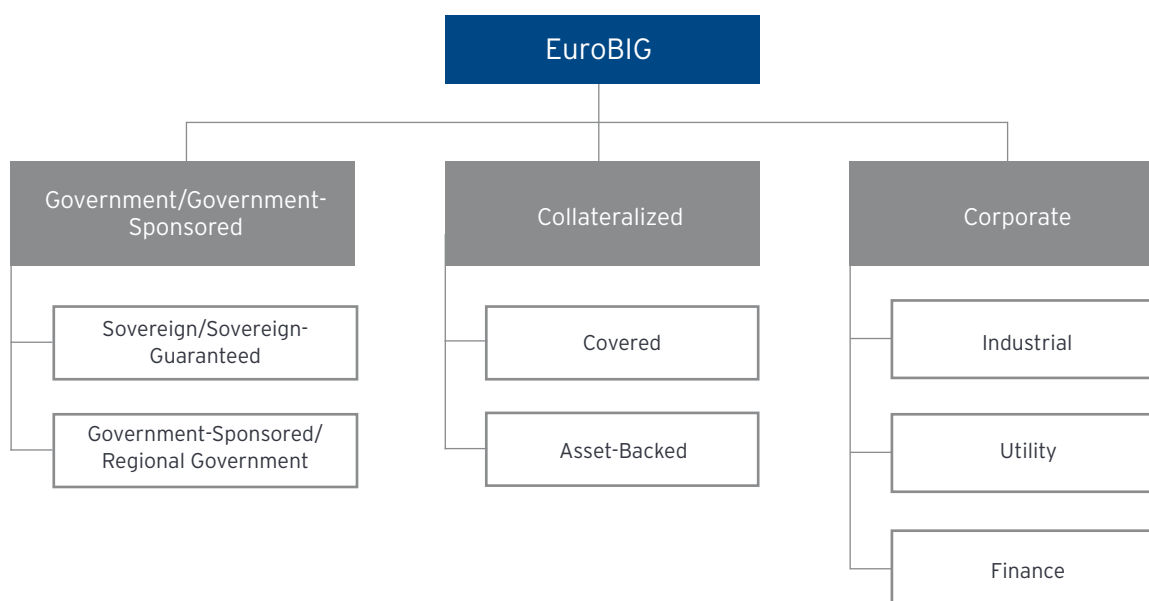 EuroBIG
Government/Government-
Sponsored
Collateralized
Corporate
Sovereign/Sovereign-
Guaranteed
Covered
Industrial
Government-Sponsored/
Regional Government
Asset-Backed
Utility
Finance